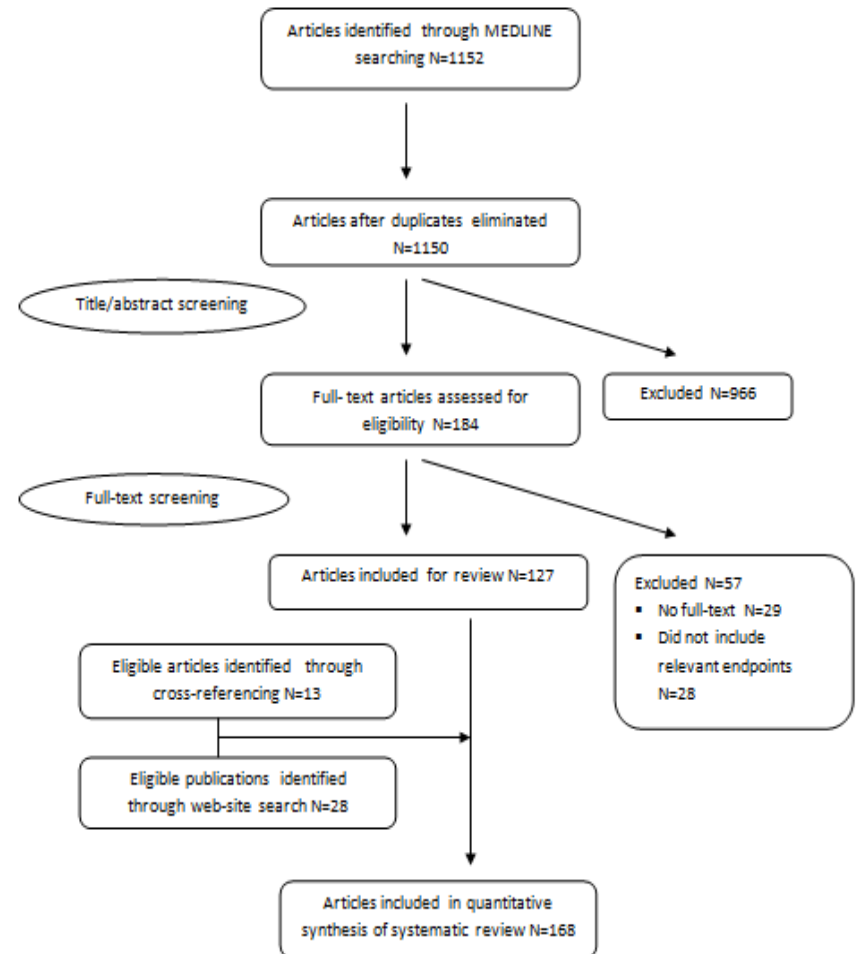 Articles identified through MEDLINE
searching N=1152
Articles after duplicates eliminated
N=1150
Title/abstract screening
Full- text articles assessed for
eligibility N=184
Excluded N=966
Full-text screening
Articles included for review N=127
Excluded N=57
▪ No full-text N=29
▪ Did not include
relevant endpoints
N=28
Eligible articles identified through
cross-referencing N=13
Eligible publications identified
through web-site search N=28
Articles included in quantitative
synthesis of systematic review N=168